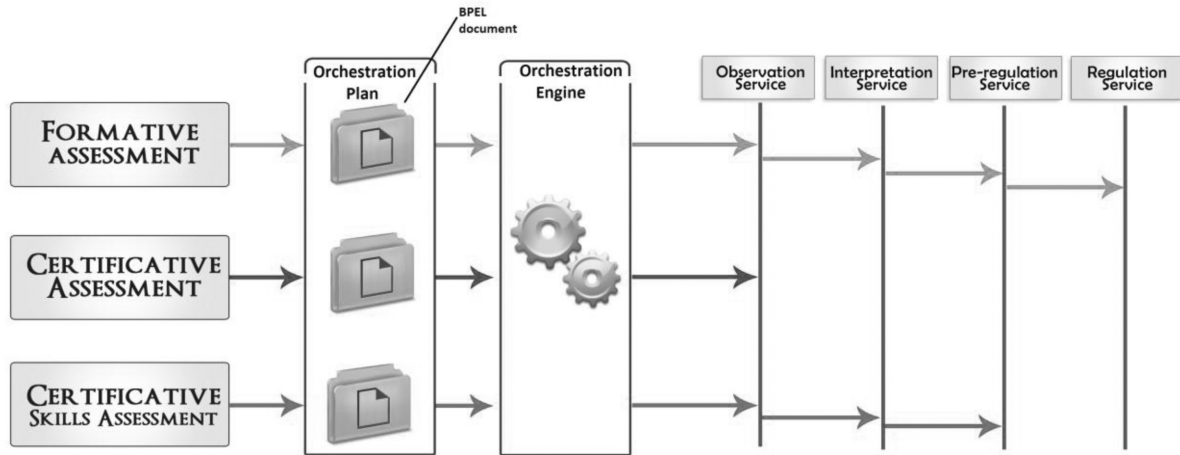 BPEL
document
Orchestration
Plan
Orchestration
Engine
Observation
Service
Interpretation
Service
Pre-regulation
Service
Regulation
Service
FORMATIVE
ASSESSMENT
CERTIFICATIVE
ASSESSMENT
CERTIFICATIVE
SKILLS ASSESSMENT